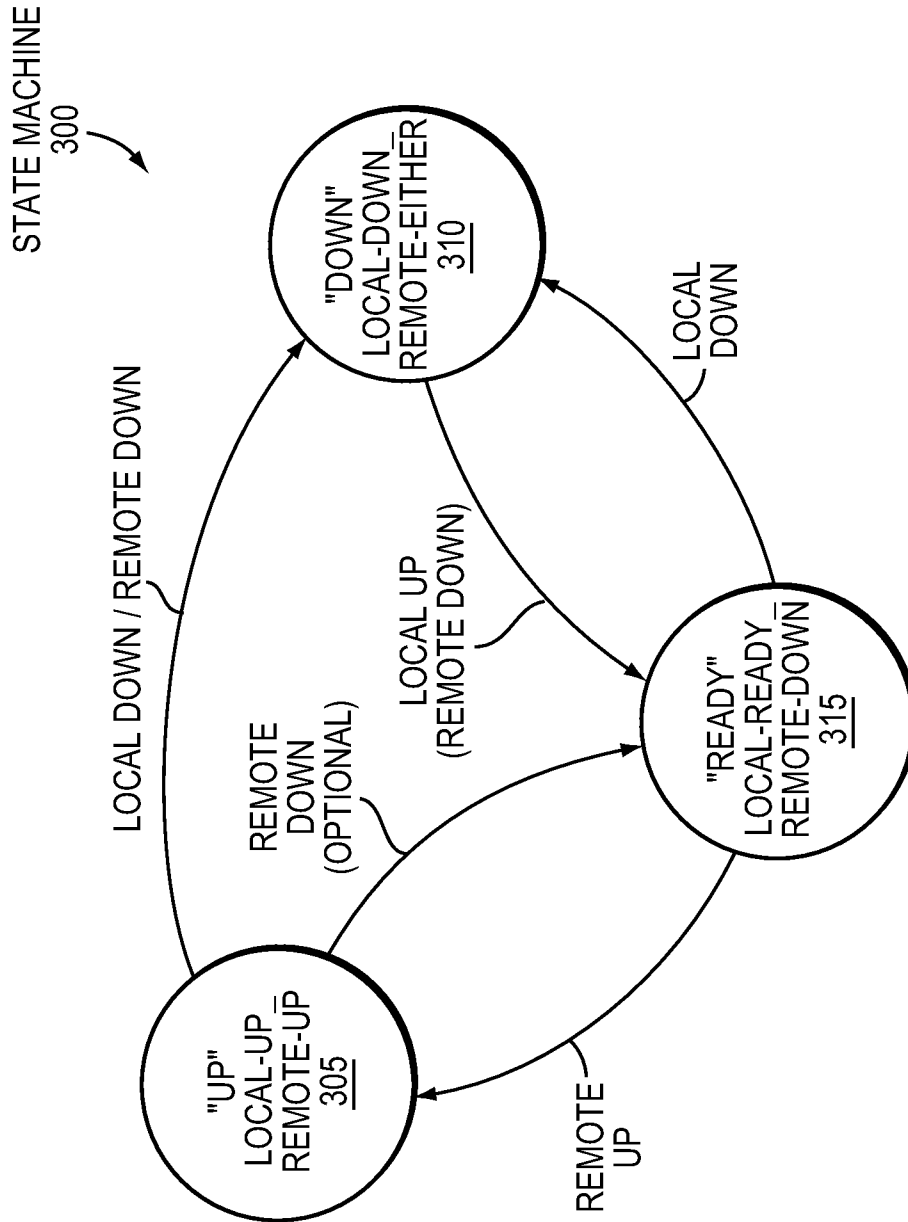 STATE MACHINE
300
LOCAL DOWN / REMOTE DOWN
"UP"
LOCAL-UP_
REMOTE-UP
305
REMOTE
DOWN
(OPTIONAL)
"DOWN"
LOCAL-DOWN_
REMOTE-EITHER
310
LOCAL UP
(REMOTE DOWN)
REMOTE
UP
"READY"
LOCAL-READY_
REMOTE-DOWN
315
LOCAL
DOWN